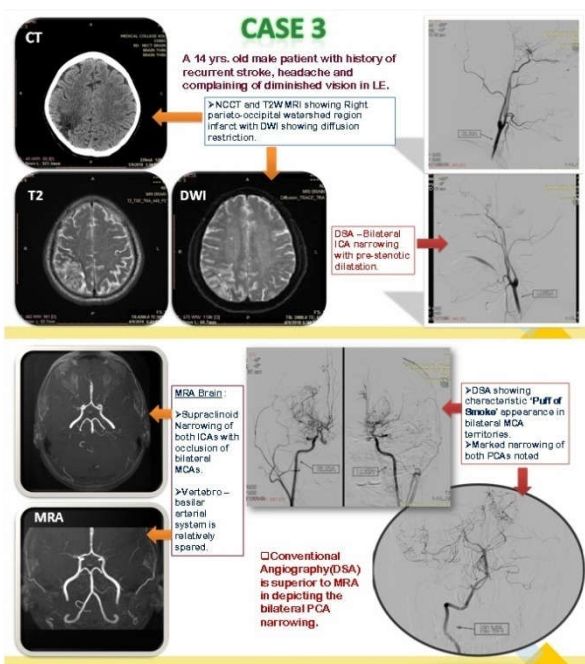 CASE 3
CT
A 14 yrs. old male patient with history of
recurrent stroke, headache and
complaining of diminished vision in LE.
➢NCCT and T2W MRI showing Right
parieto-occipital watershed region
infarct with DWI showing diffusion
restriction.
T2
DWI
DSA –Bilateral
ICA narrowing
with pre-stenotic
dilatation.
MRA Brain :
➢Supraclinoid
Narrowing of
both ICAs with
occlusion of
bilateral
MCAs.
➢Vertebro –
basilar
arterial
system is
relatively
spared.
MRA
➢DSA showing
characteristic ‘Puff of
Smoke’ appearance in
bilateral MCA
territories.
➢Marked narrowing of
both PCAs noted
❑Conventional
Angiography(DSA)
is superior to MRA
in depicting the
bilateral PCA
narrowing.